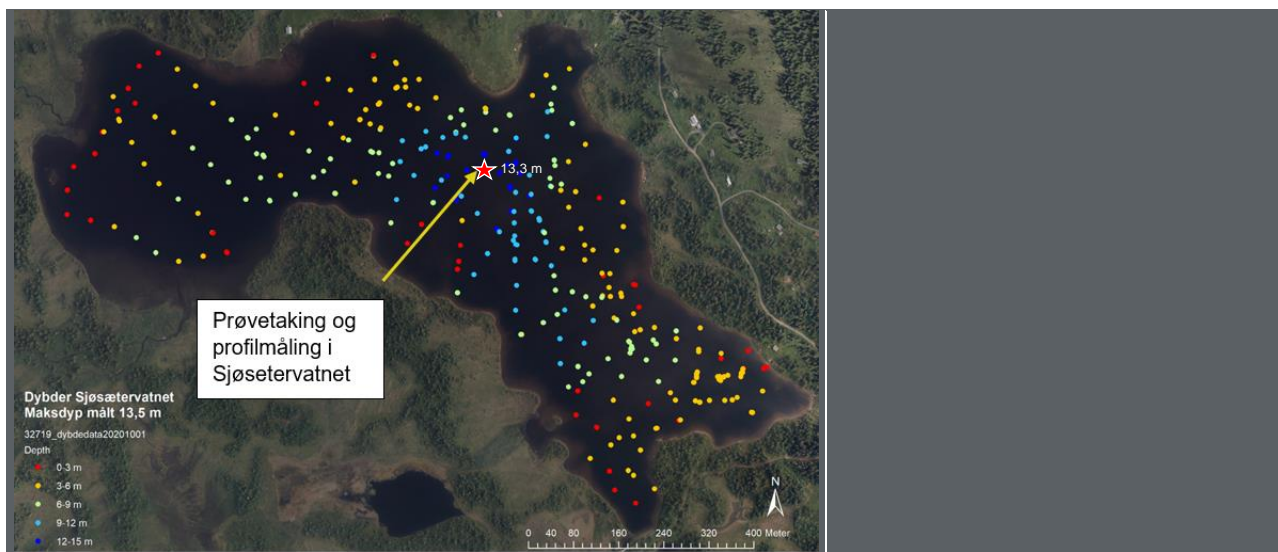 13,3 m
Prøvetaking og
profilmåling i
Sjøsetervatnet
Dybder Sjøsætervatnet
Maksdyp målt 13,5 m
32719_dybdedata20201001
Depth
0-3 m
3-6 m
6-9 m
9-12 m
12-15 m
N
0 40 80 160 240 320 400 Meter